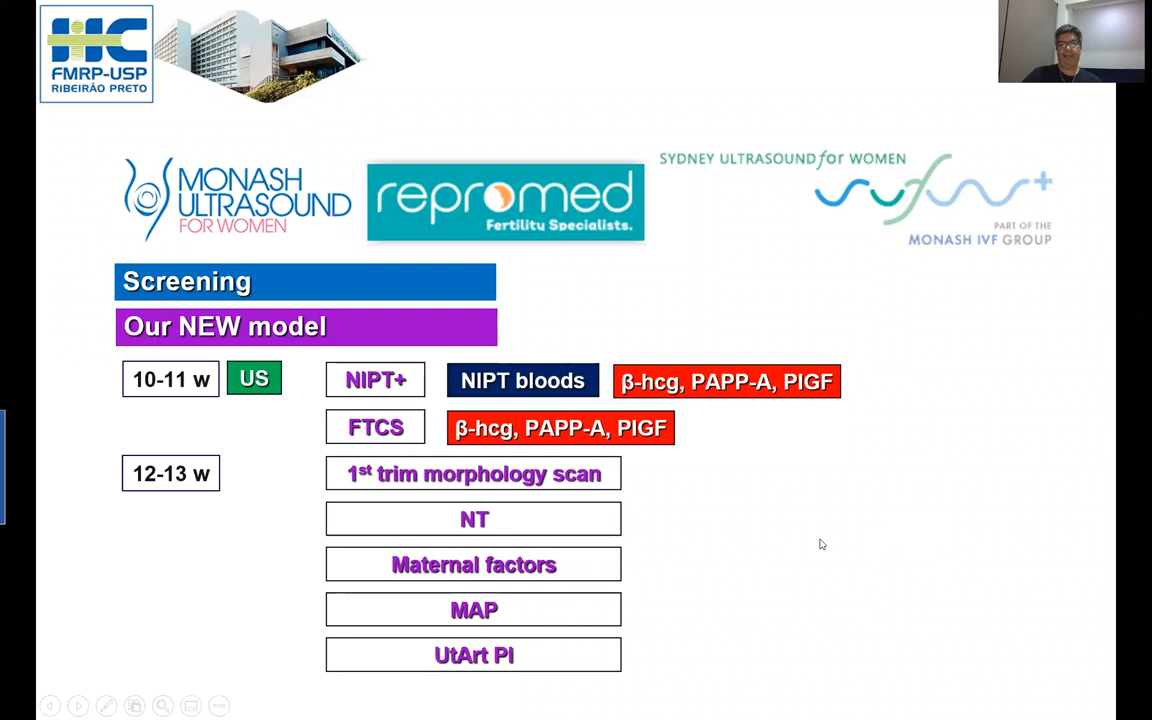 HC
FMRP-USP
RIBEIRÃO PRETO
MONASH
ULTRASOUND
FOR WOMEN
repromed
Fertility Specialists.
SYDNEY ULTRASOUND for WOMEN
sufw+
PART OF THE
MONASH IVF GROUP
Screening
Our NEW model
10-11 w US NIPT+ NIPT bloods β-hcg, PAPP-A, PIGF
FTCS β-hcg, PAPP-A, PIGF
12-13 w 1st trim morphology scan
NT
Maternal factors
MAP
UtArt PI